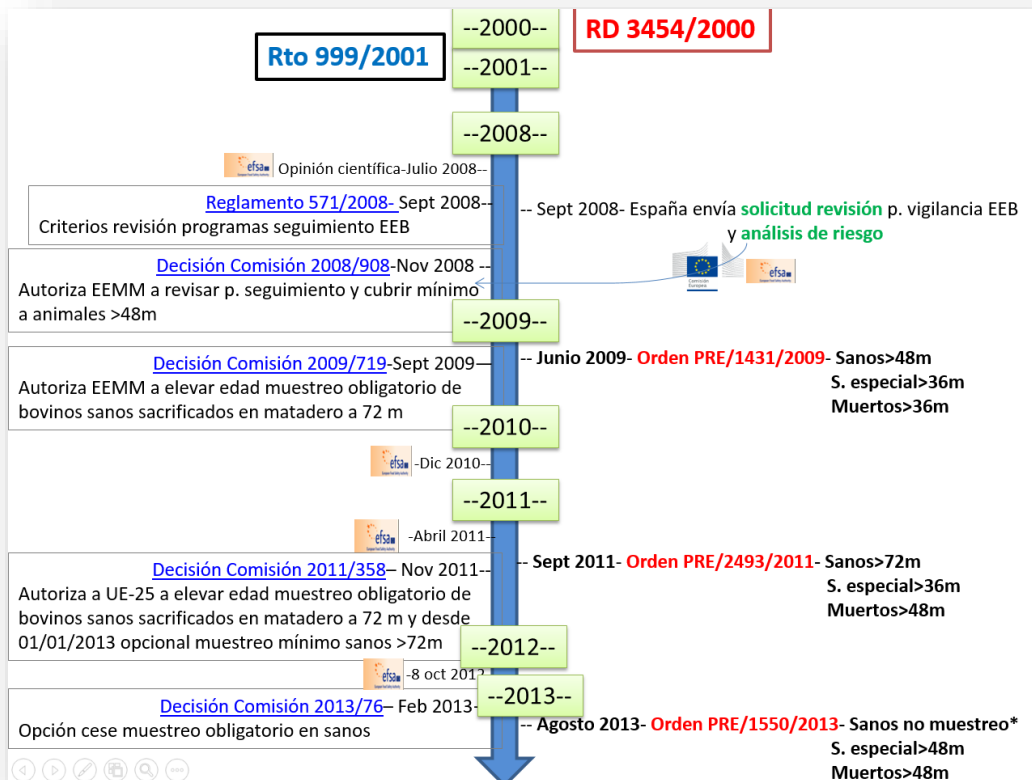 --2000--
RD 3454/2000
Rto 999/2001
--2001--
--2008--
efsa
Opinión científica-Julio 2008--
Reglamento 571/2008- Sept 2008--
Criterios revisión programas seguimiento EEB
-- Sept 2008- España envía solicitud revisión p. vigilancia EEB
y análisis de riesgo
Decisión Comisión 2008/908-Nov 2008 --
Autoriza EEMM a revisar p. seguimiento y cubrir mínimo
a animales >48m
Comisión
Europea
efsa
--2009--
Decisión Comisión 2009/719-Sept 2009--
Autoriza EEMM a elevar edad muestreo obligatorio de
bovinos sanos sacrificados en matadero a 72 m
-- Junio 2009- Orden PRE/1431/2009- Sanos>48m
S. especial>36m
Muertos>36m
--2010--
efsa
-Dic 2010--
--2011--
efsa
-Abril 2011--
Decisión Comisión 2011/358– Nov 2011--
Autoriza a UE-25 a elevar edad muestreo obligatorio de
bovinos sanos sacrificados en matadero a 72 m y desde
01/01/2013 opcional muestreo mínimo sanos >72m
-- Sept 2011- Orden PRE/2493/2011- Sanos>72m
S. especial>36m
Muertos>48m
--2012--
efsa
-8 oct 2012
--2013--
Decisión Comisión 2013/76– Feb 2013-
Opción cese muestreo obligatorio en sanos
-- Agosto 2013- Orden PRE/1550/2013- Sanos no muestreo*
S. especial>48m
Muertos>48m